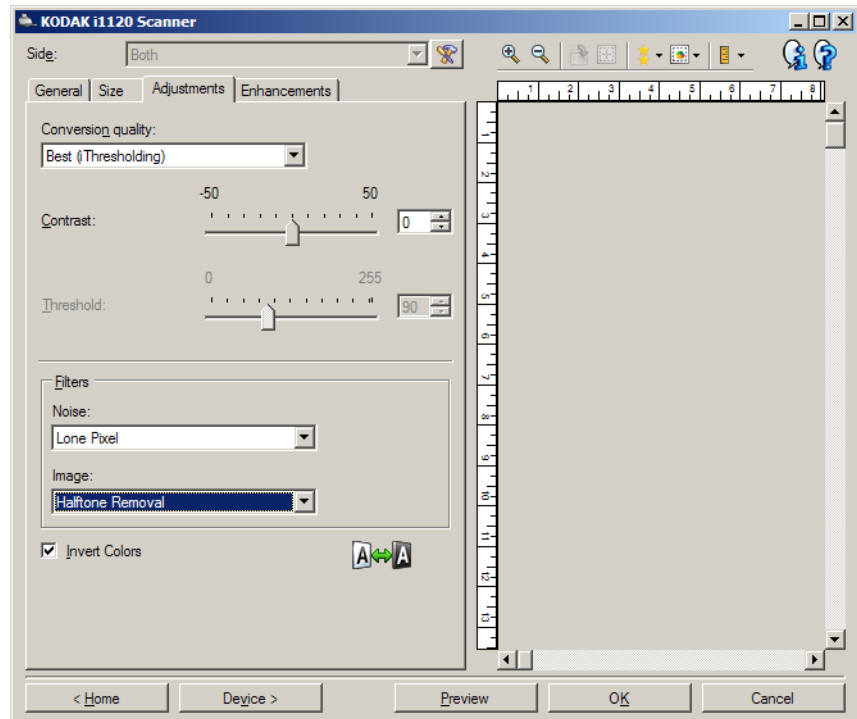 KODAK i1120 Scanner
Side: Both
General Size Adjustments Enhancements
Conversion quality:
Best (iThresholding)
-50 50
Contrast: 0
0 255
Threshold: 90
Filters
Noise:
Lone Pixel
Image:
Halftone Removal
Invert Colors A A
1 2 3 4 5 6 7 8
1
2
3
4
5
6
7
8
9
10
11
12
13
< Home Device > Preview OK Cancel